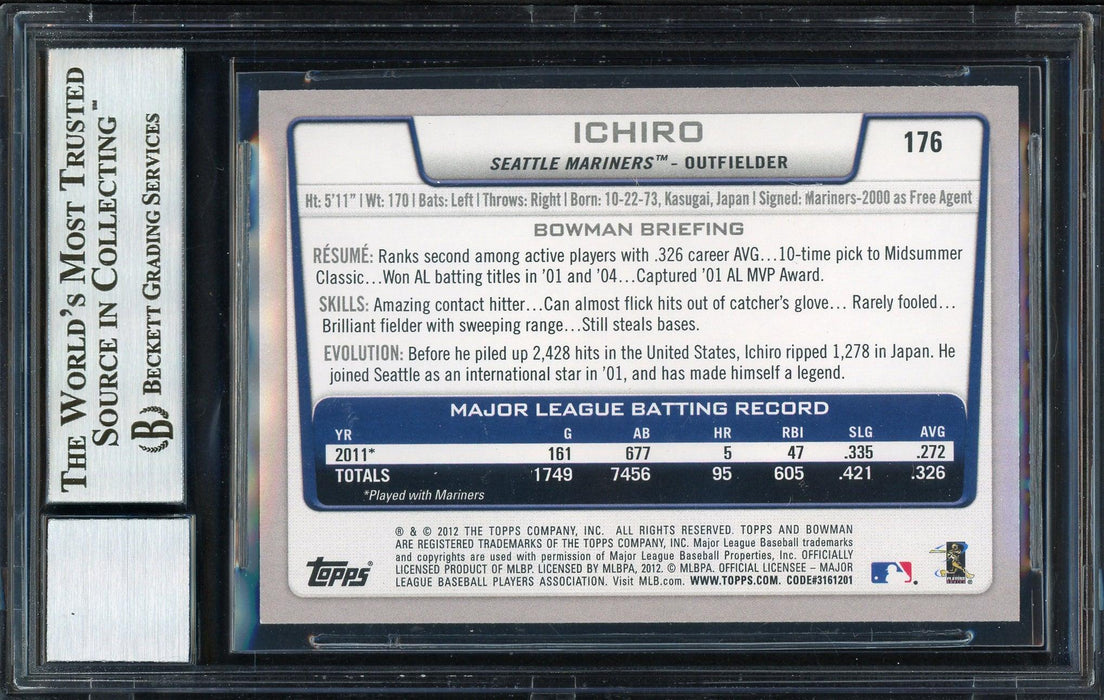 THE WORLD'S MOST TRUSTED
SOURCE IN COLLECTING™
BECKETT GRADING SERVICES
B
ICHIRO
176
SEATTLE MARINERS™ - OUTFIELDER
Ht: 5'11" | Wt: 170 | Bats: Left | Throws: Right | Born: 10-22-73, Kasugai, Japan | Signed: Mariners-2000 as Free Agent
BOWMAN BRIEFING
RÉSUMÉ: Ranks second among active players with .326 career AVG...10-time pick to Midsummer
Classic...Won AL batting titles in '01 and '04...Captured '01 AL MVP Award.
SKILLS: Amazing contact hitter...Can almost flick hits out of catcher's glove... Rarely fooled...
Brilliant fielder with sweeping range...Still steals bases.
EVOLUTION: Before he piled up 2,428 hits in the United States, Ichiro ripped 1,278 in Japan. He
joined Seattle as an international star in '01, and has made himself a legend.
MAJOR LEAGUE BATTING RECORD
YR G AB HR RBI SLG AVG
2011* 161 677 5 47 .335 .272
TOTALS 1749 7456 95 605 .421 .326
*Played with Mariners
® & © 2012 THE TOPPS COMPANY, INC. ALL RIGHTS RESERVED. TOPPS AND BOWMAN
ARE REGISTERED TRADEMARKS OF THE TOPPS COMPANY, INC. Major League Baseball trademarks
and copyrights are used with permission of Major League Baseball Properties, Inc. OFFICIALLY
LICENSED PRODUCT OF MLBP. LICENSED BY MLBPA, 2012. © MLBPA. OFFICIAL LICENSEE – MAJOR
LEAGUE BASEBALL PLAYERS ASSOCIATION. Visit MLB.com. WWW.TOPPS.COM. CODE#3161201
Topps®